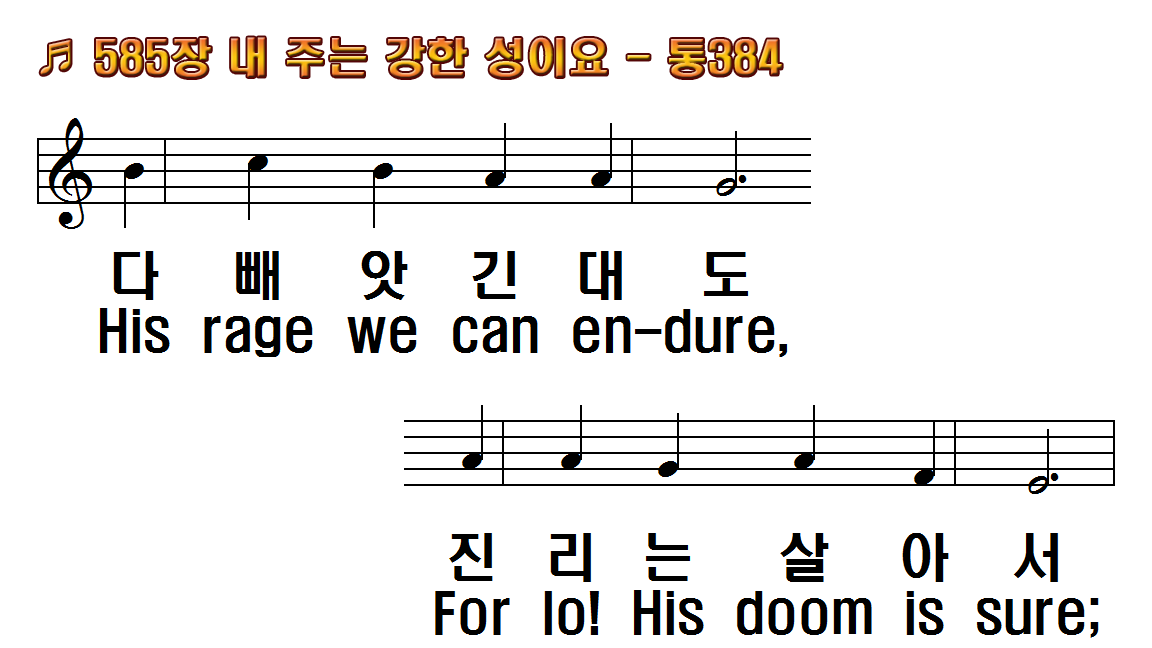 ♬ 585장 내 주는 강한 성이요 - 통384
다 빼 앗 긴 대 도
His rage we can en-dure,
진 리 는 살 아 서
For lo! His doom is sure;